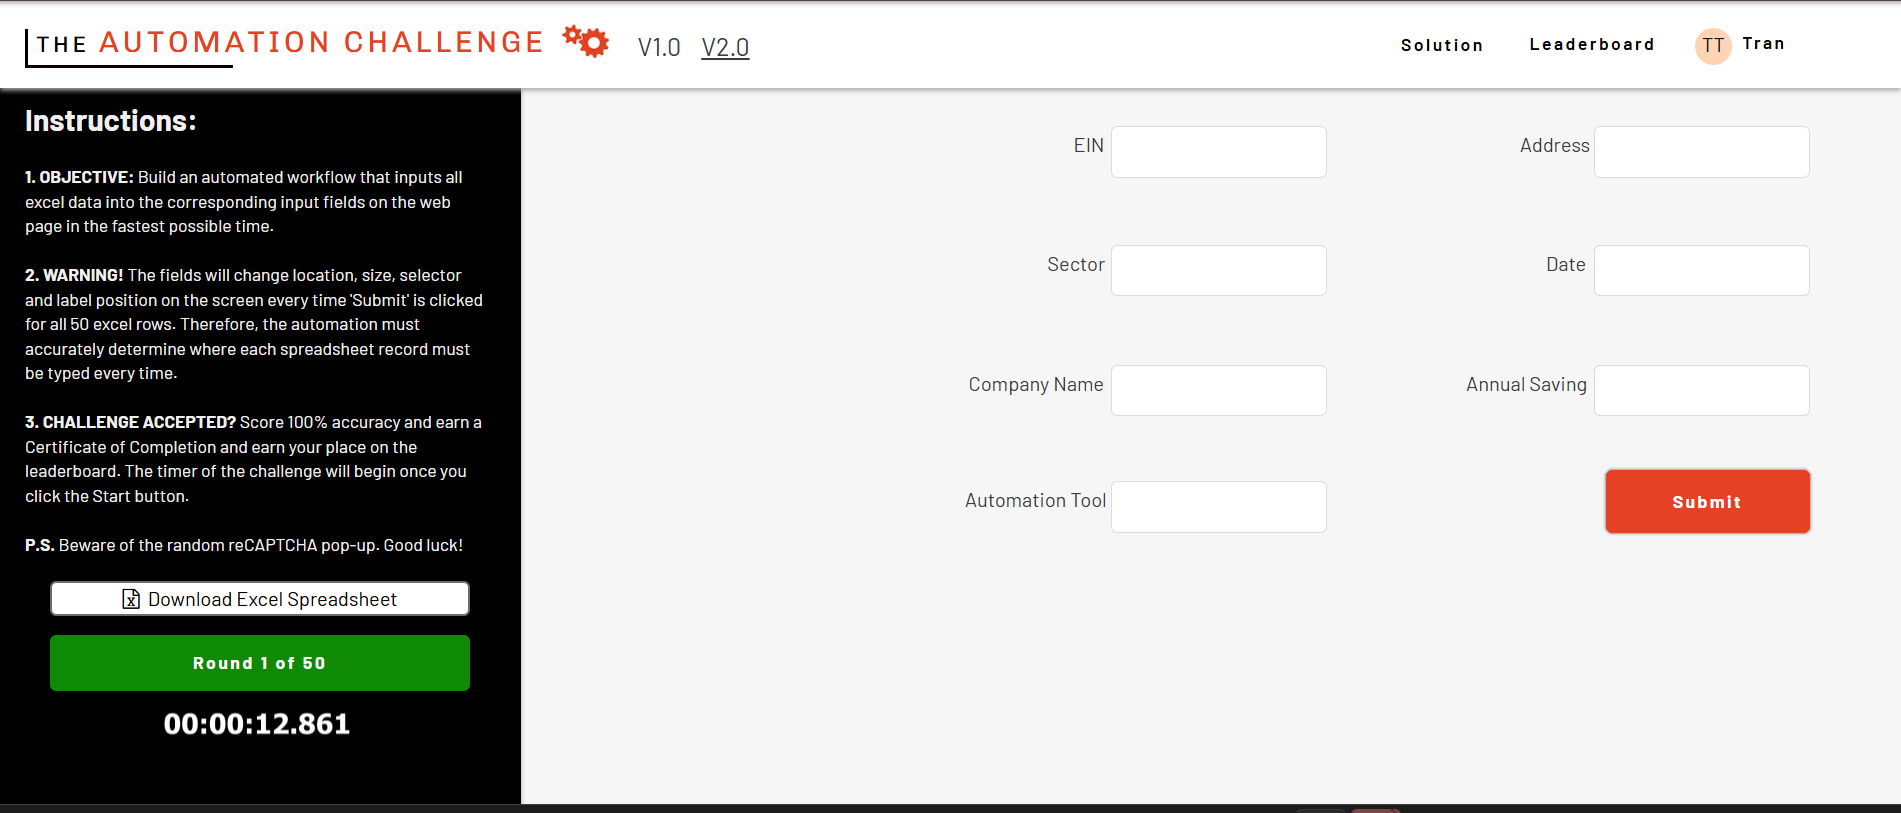 THE AUTOMATION CHALLENGE V1.0 V2.0 Solution Leaderboard TT Tran
Instructions:
1. OBJECTIVE: Build an automated workflow that inputs all
excel data into the corresponding input fields on the web
page in the fastest possible time.
2. WARNING! The fields will change location, size, selector
and label position on the screen every time 'Submit' is clicked
for all 50 excel rows. Therefore, the automation must
accurately determine where each spreadsheet record must
be typed every time.
3. CHALLENGE ACCEPTED? Score 100% accuracy and earn a
Certificate of Completion and earn your place on the
leaderboard. The timer of the challenge will begin once you
click the Start button.
P.S. Beware of the random reCAPTCHA pop-up. Good luck!
Download Excel Spreadsheet
Round 1 of 50
00:00:12.861
EIN Address
Sector Date
Company Name Annual Saving
Automation Tool Submit